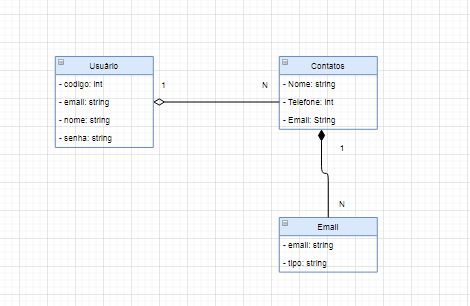 Usuário
- codigo: int
- email: string
- nome: string
- senha: string
1
N
Contatos
- Nome: string
- Telefone: int
- Email: String
1
N
Email
- email: string
- tipo: string